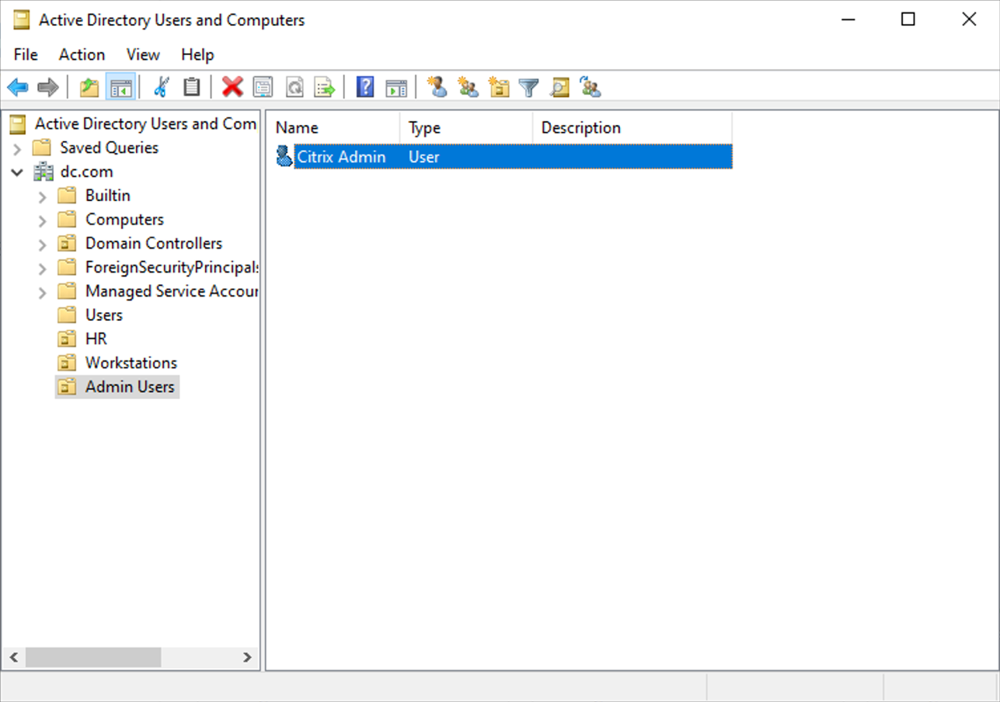 Active Directory Users and Computers
File Action View Help
Active Directory Users and Com
Saved Queries
dc.com
Builtin
Computers
Domain Controllers
ForeignSecurityPrincipals
Managed Service Accour
Users
HR
Workstations
Admin Users
Name Type Description
Citrix Admin User